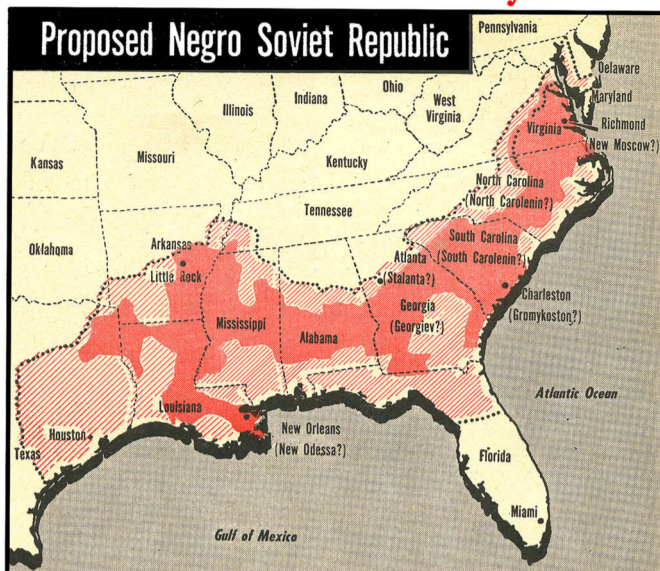 Proposed Negro Soviet Republic
Pennsylvania
Ohio
Delaware
Indiana
Illinois
West
Virginia
Maryland
Virginia
Richmond
(New Moscow?)
Kansas
Missouri
Kentucky
North Carolina
(North Carolenin?)
Tennessee
South Carolina
(South Carolenin?)
Oklahoma
Arkansas
Little Rock
Atlanta
(Stalanta?)
Charleston
(Gromykoston?)
Georgia
(Georgiev?)
Mississippi
Alabama
Atlantic Ocean
Louisiana
New Orleans
(New Odessa?)
Houston
Texas
Florida
Miami
Gulf of Mexico